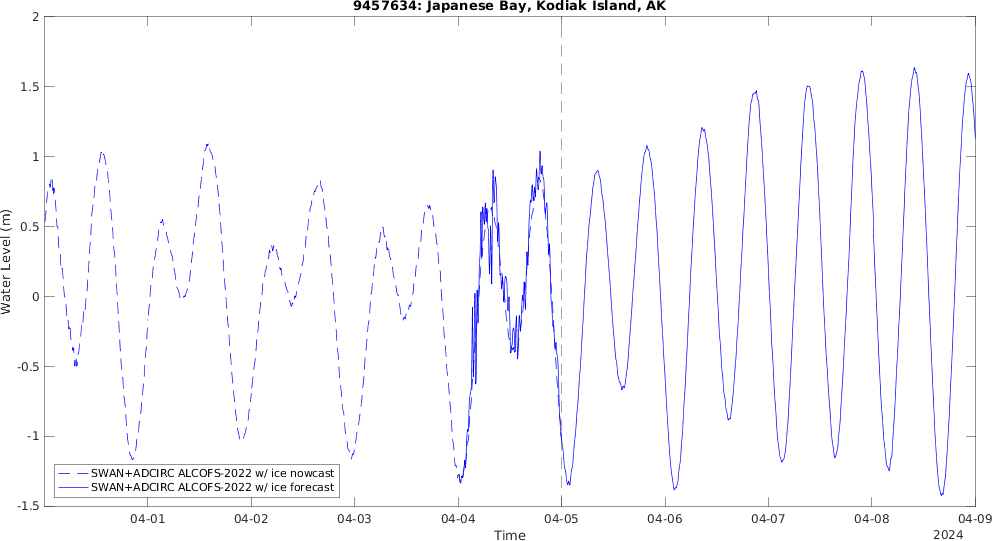 9457634: Japanese Bay, Kodiak Island, AK
2
1.5
1
0.5
0
-0.5
-1
-1.5
Water Level (m)
SWAN+ADCIRC ALCOFS-2022 w/ ice nowcast
SWAN+ADCIRC ALCOFS-2022 w/ ice forecast
04-01 04-02 04-03 04-04 04-05 04-06 04-07 04-08 04-09
Time
2024